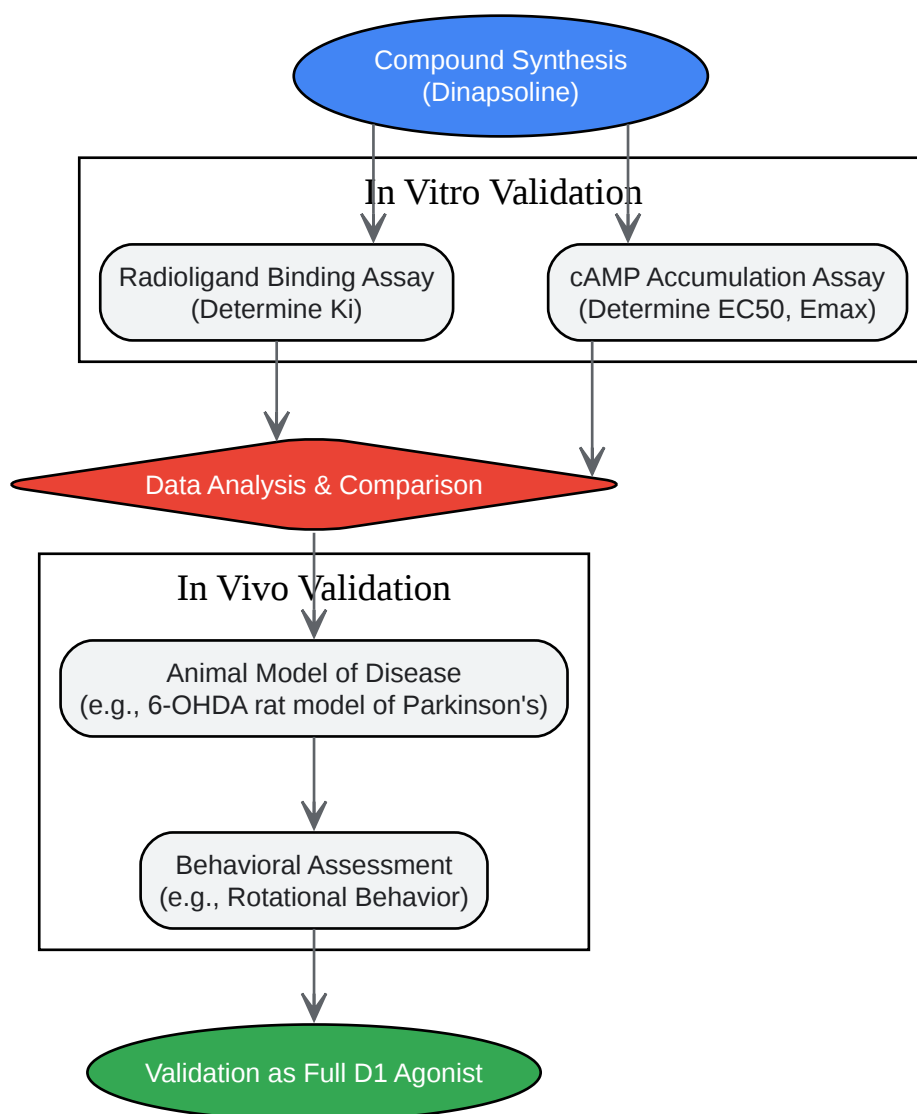 Compound Synthesis
(Dinapsoline)
In Vitro Validation
Radioligand Binding Assay
(Determine Ki)
cAMP Accumulation Assay
(Determine EC50, Emax)
Data Analysis & Comparison
In Vivo Validation
Animal Model of Disease
(e.g., 6-OHDA rat model of Parkinson's)
Behavioral Assessment
(e.g., Rotational Behavior)
Validation as Full D1 Agonist